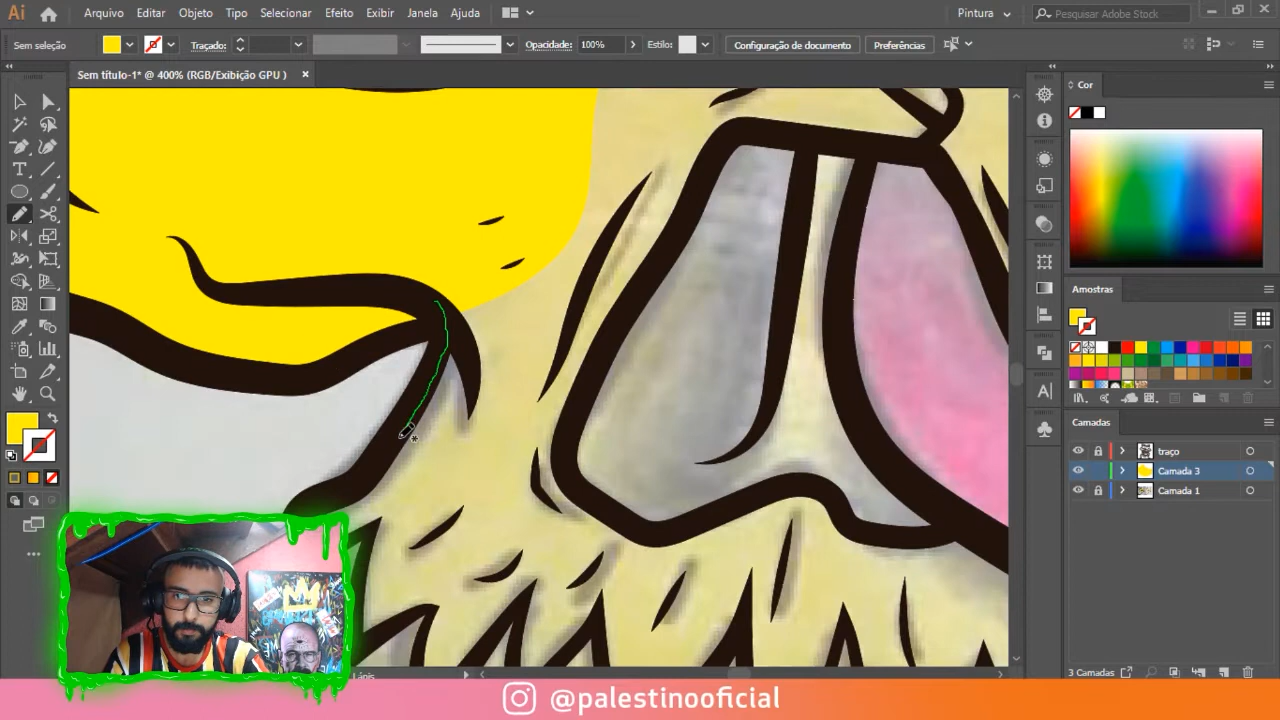 Ai
Arquivo Editar Objeto Tipo Selecionar Efeito Exibir Janela Ajuda
Pintura
Pesquisar Adobe Stock
Sem seleção
Traçado:
Opacidade: 100%
Estilo:
Configuração de documento
Preferências
Sem título-1* @ 400% (RGB/Exibição GPU )
Cor
Amostras
Camadas
traço
Camada 3
Camada 1
3 Camadas
Lápis
@palestinooficial